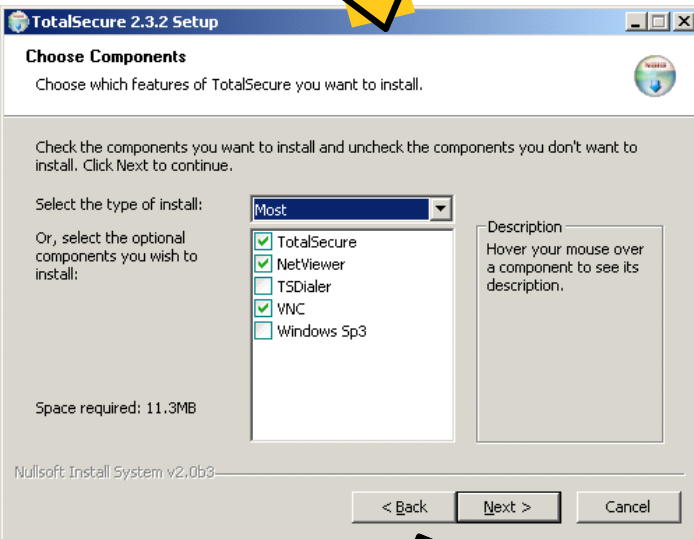 TotalSecure 2.3.2 Setup
Choose Components
Choose which features of TotalSecure you want to install.
Check the components you want to install and uncheck the components you don't want to
install. Click Next to continue.
Select the type of install:
Most
Or, select the optional
components you wish to
install:
TotalSecure
NetViewer
TSDialer
VNC
Windows Sp3
Description
Hover your mouse over
a component to see its
description.
Space required: 11.3MB
Nullsoft Install System v2.0b3
< Back
Next >
Cancel